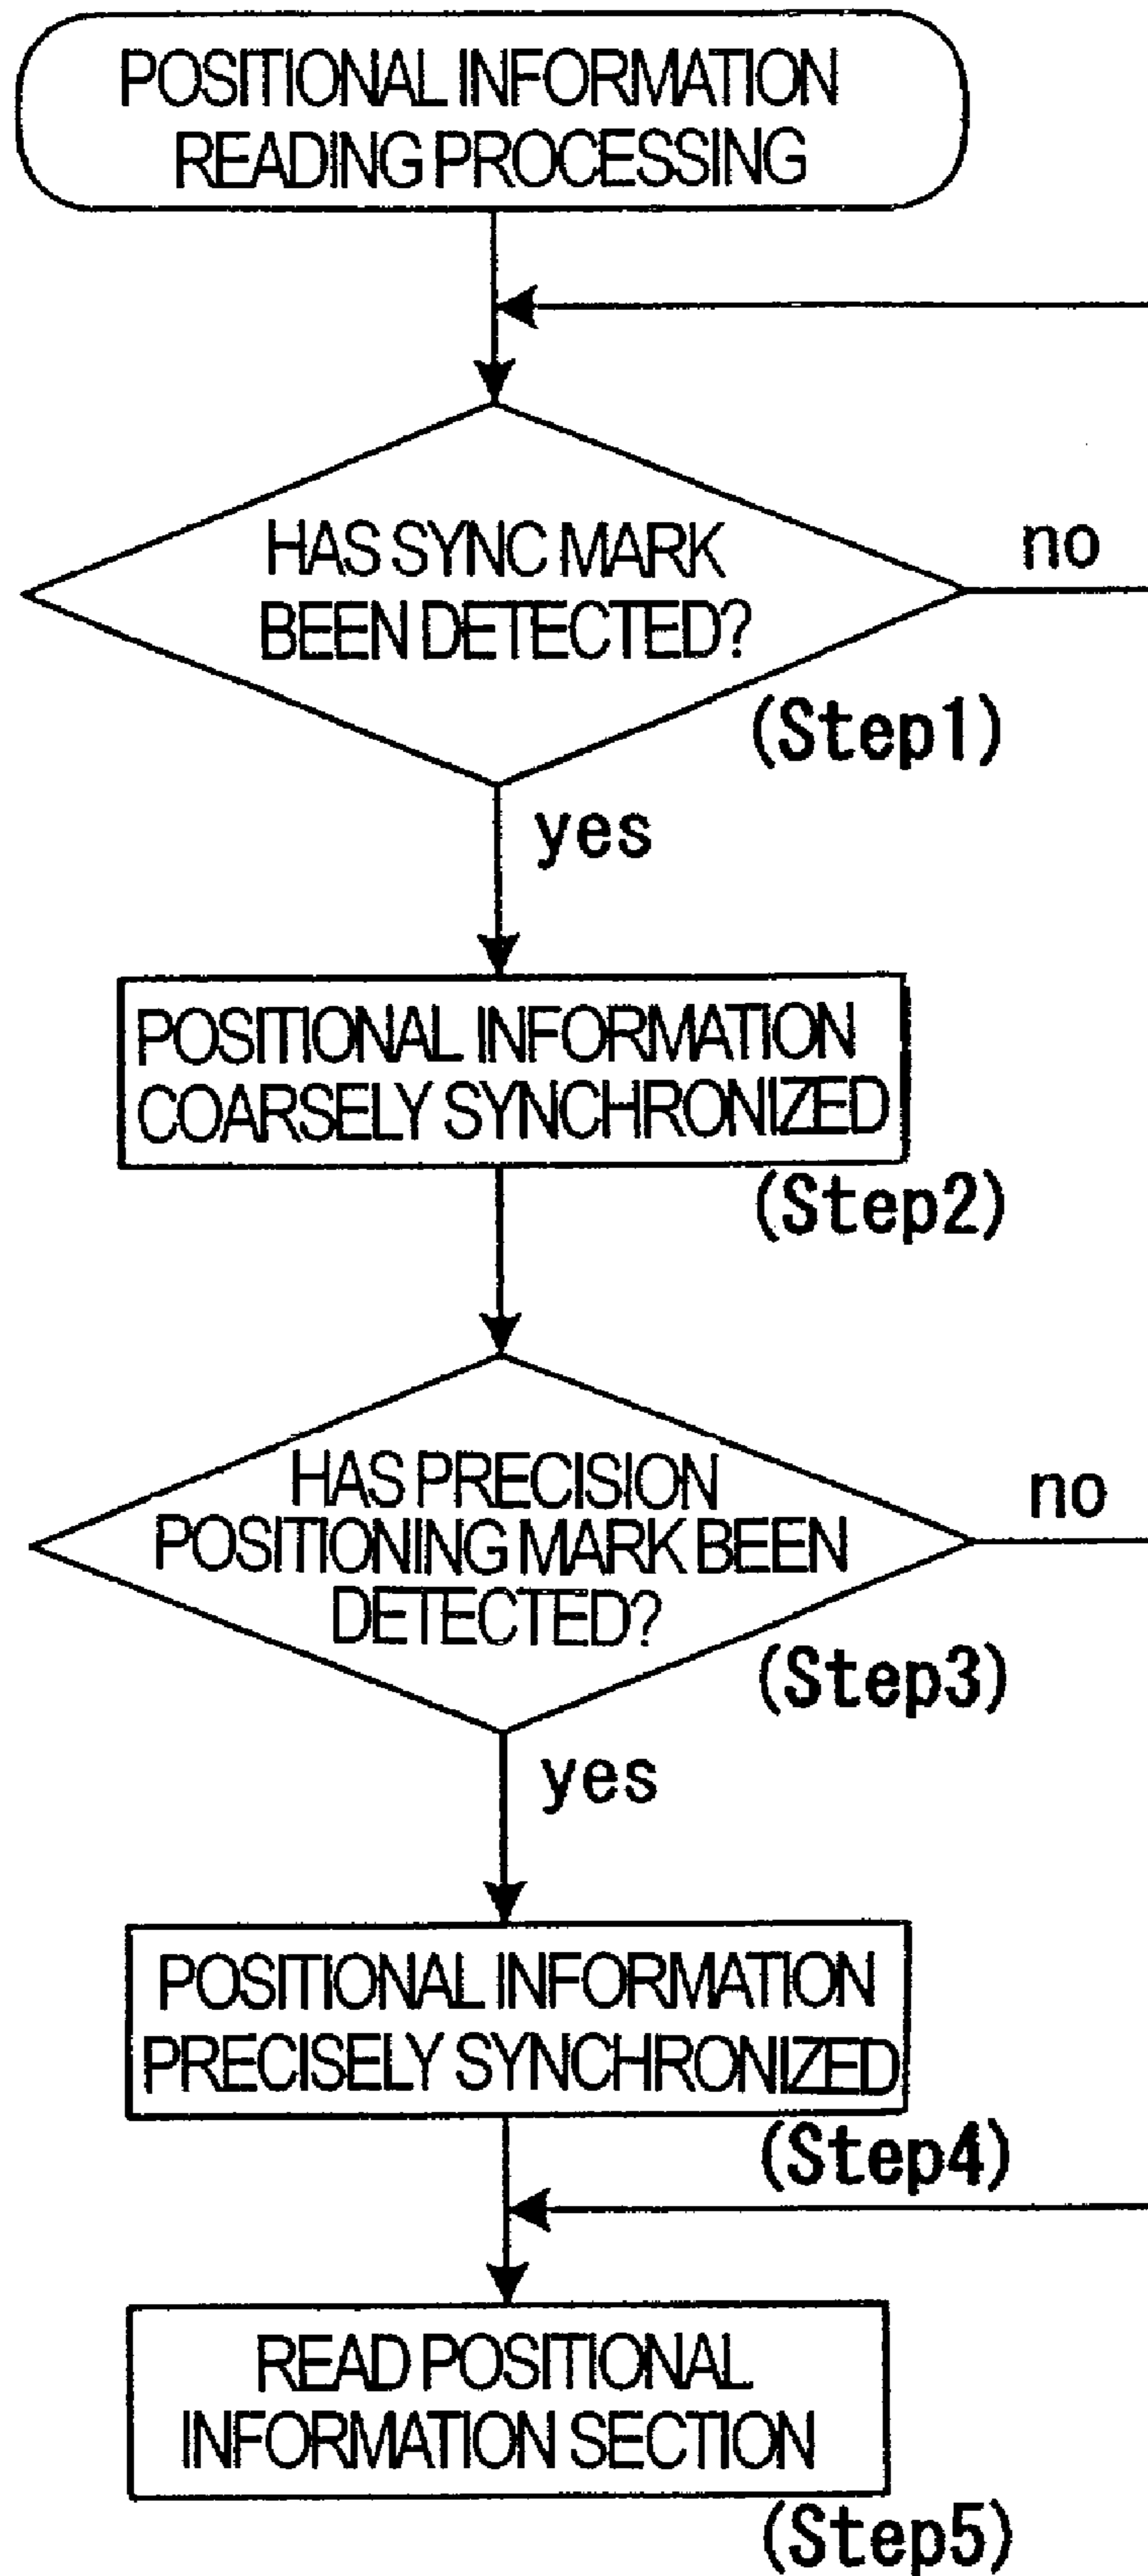 POSITIONAL INFORMATION
READING PROCESSING
HAS SYNC MARK
BEEN DETECTED?
no
(Step1)
yes
POSITIONAL INFORMATION
COARSELY SYNCHRONIZED
(Step2)
HAS PRECISION
POSITIONING MARK BEEN
DETECTED?
no
(Step3)
yes
POSITIONAL INFORMATION
PRECISELY SYNCHRONIZED
(Step4)
READ POSITIONAL
INFORMATION SECTION
(Step5)